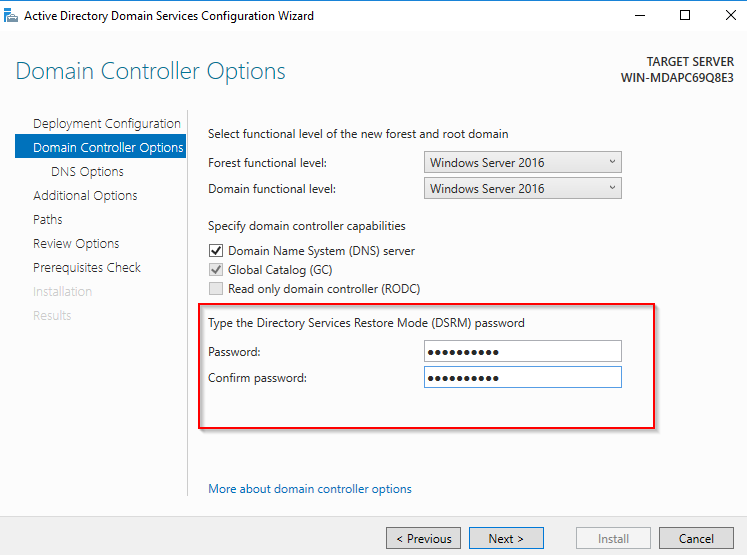 Active Directory Domain Services Configuration Wizard
Domain Controller Options
TARGET SERVER
WIN-MDAPC69Q8E3
Deployment Configuration
Domain Controller Options
DNS Options
Additional Options
Paths
Review Options
Prerequisites Check
Installation
Results
Select functional level of the new forest and root domain
Forest functional level: Windows Server 2016
Domain functional level: Windows Server 2016
Specify domain controller capabilities
Domain Name System (DNS) server
Global Catalog (GC)
Read only domain controller (RODC)
Type the Directory Services Restore Mode (DSRM) password
Password: ●●●●●●●●●●
Confirm password: ●●●●●●●●●●
More about domain controller options
< Previous Next > Install Cancel